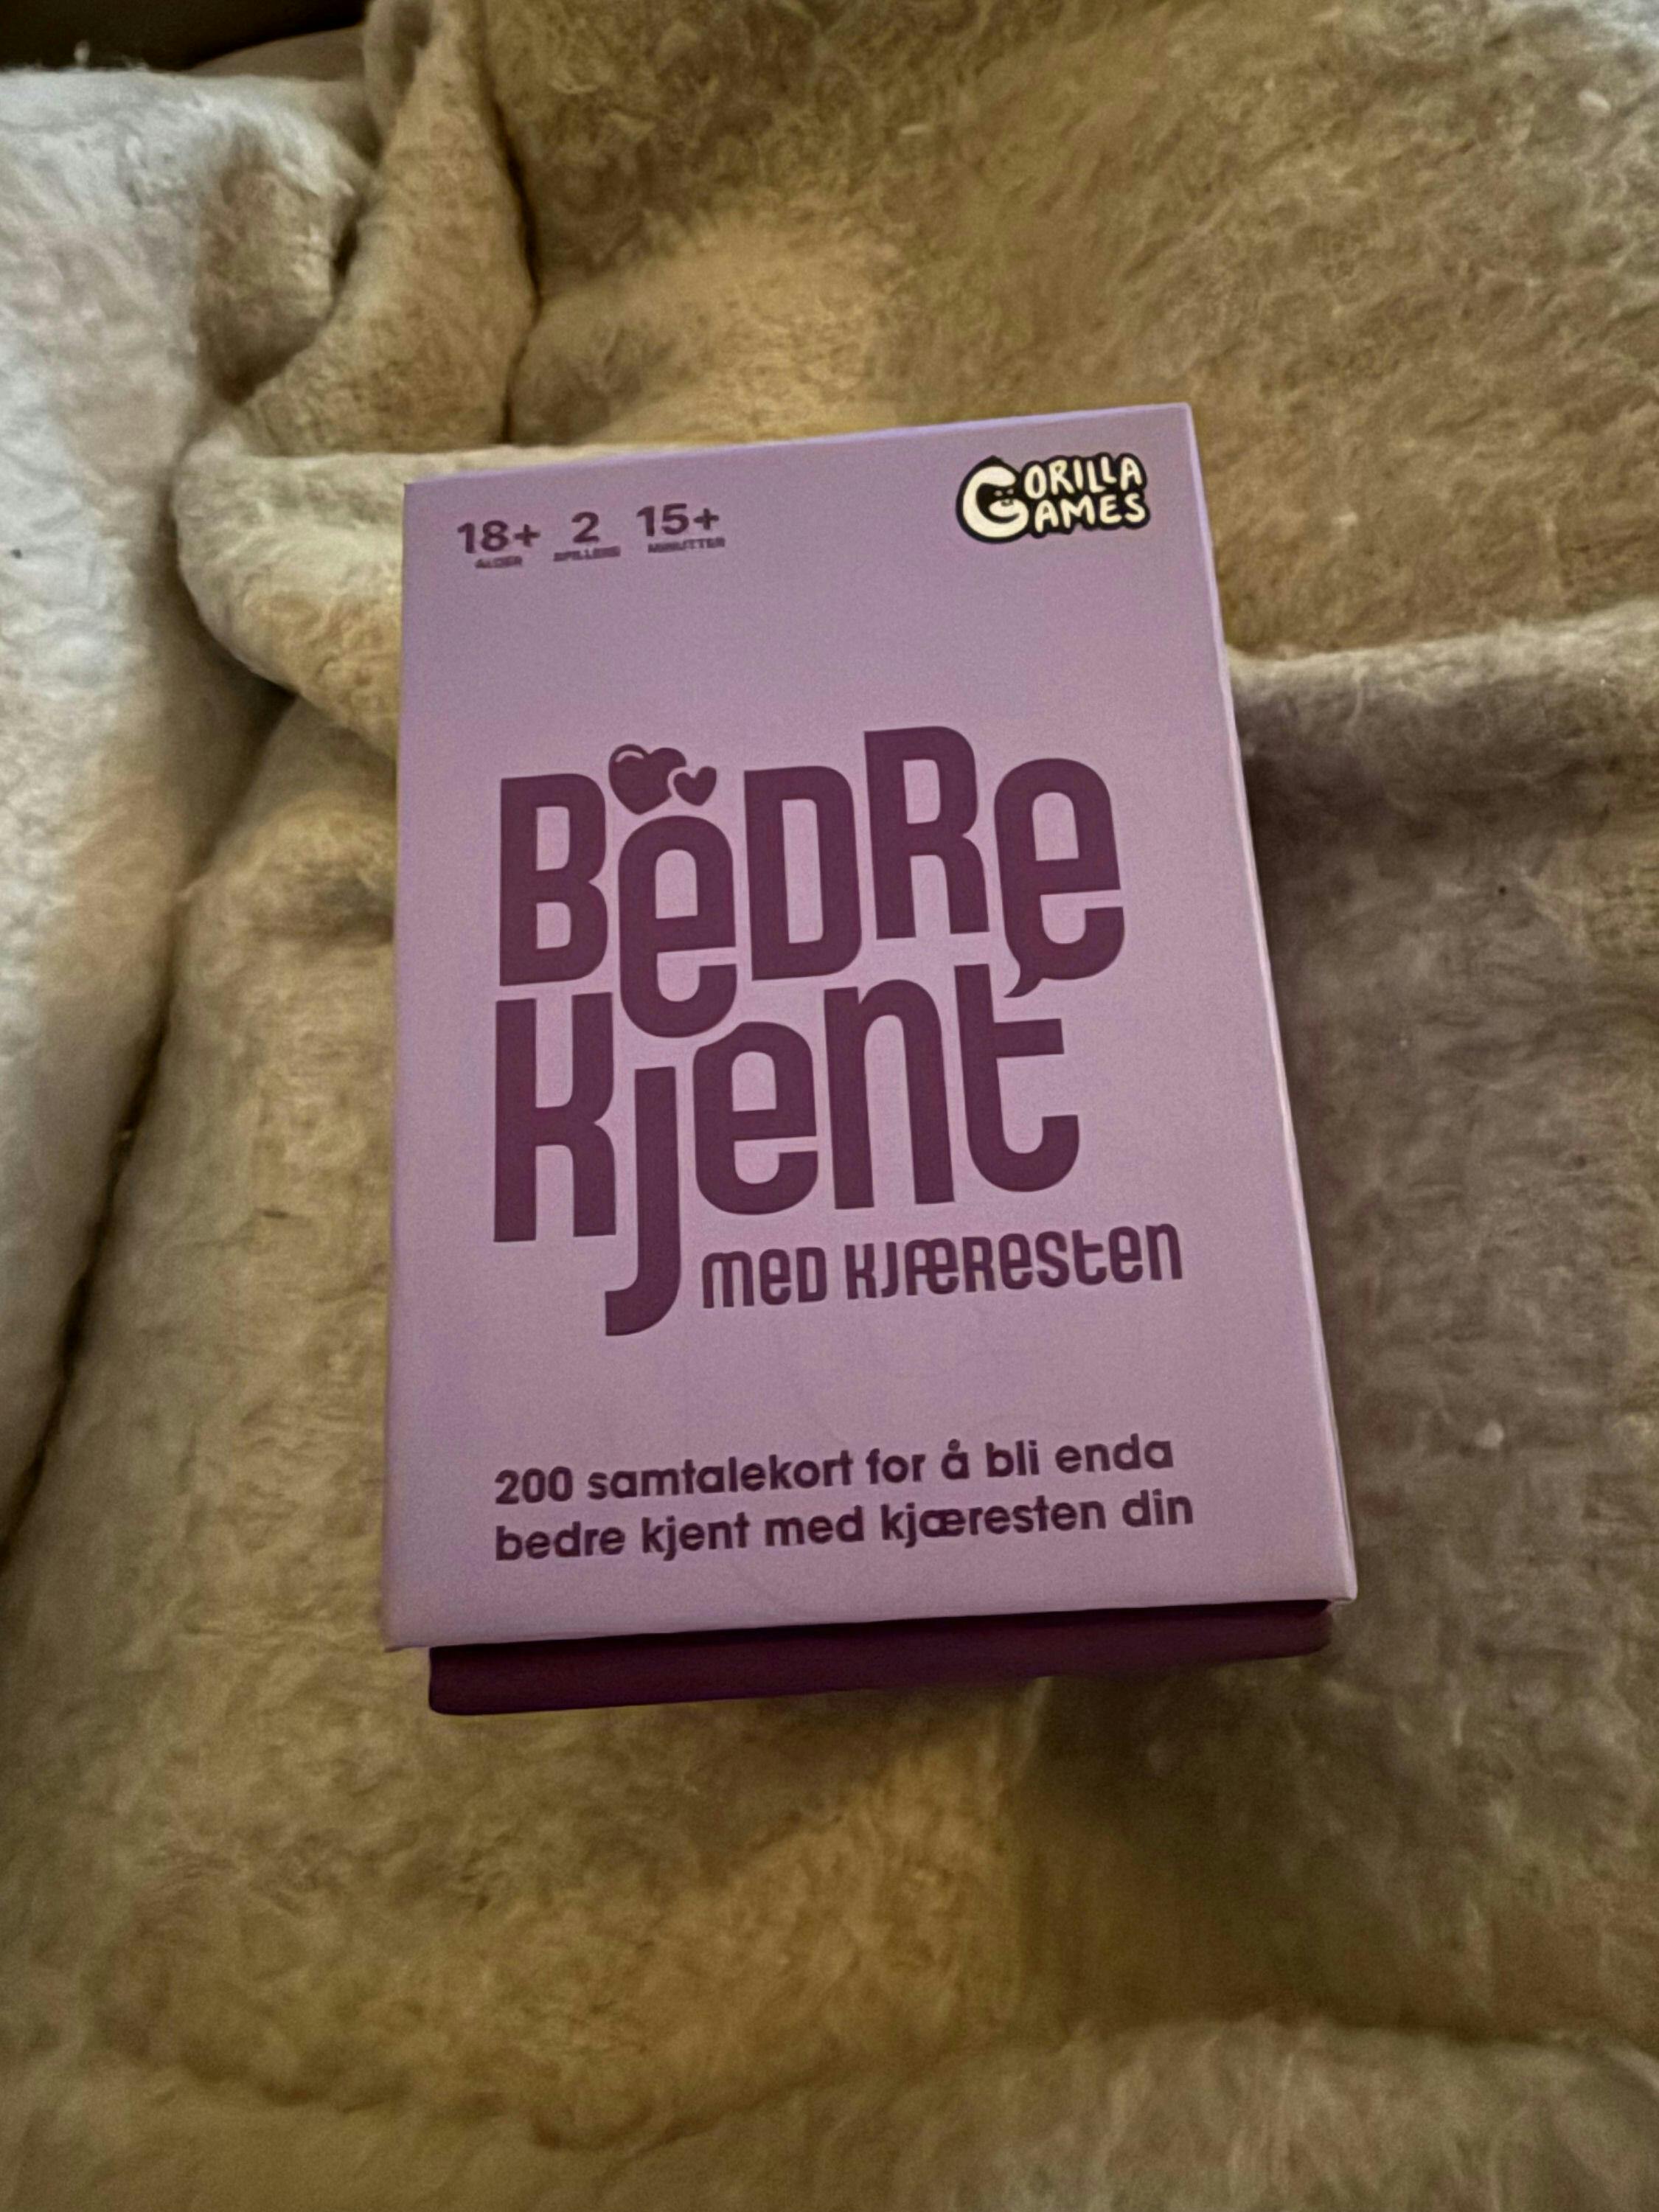 18+ 2 15+
ALDER SPILLERE MINUTTER
GORILLA
GAMES
BEDRE
KJENT
MED KJÆRESTEN
200 samtalekort for å bli enda
bedre kjent med kjæresten din